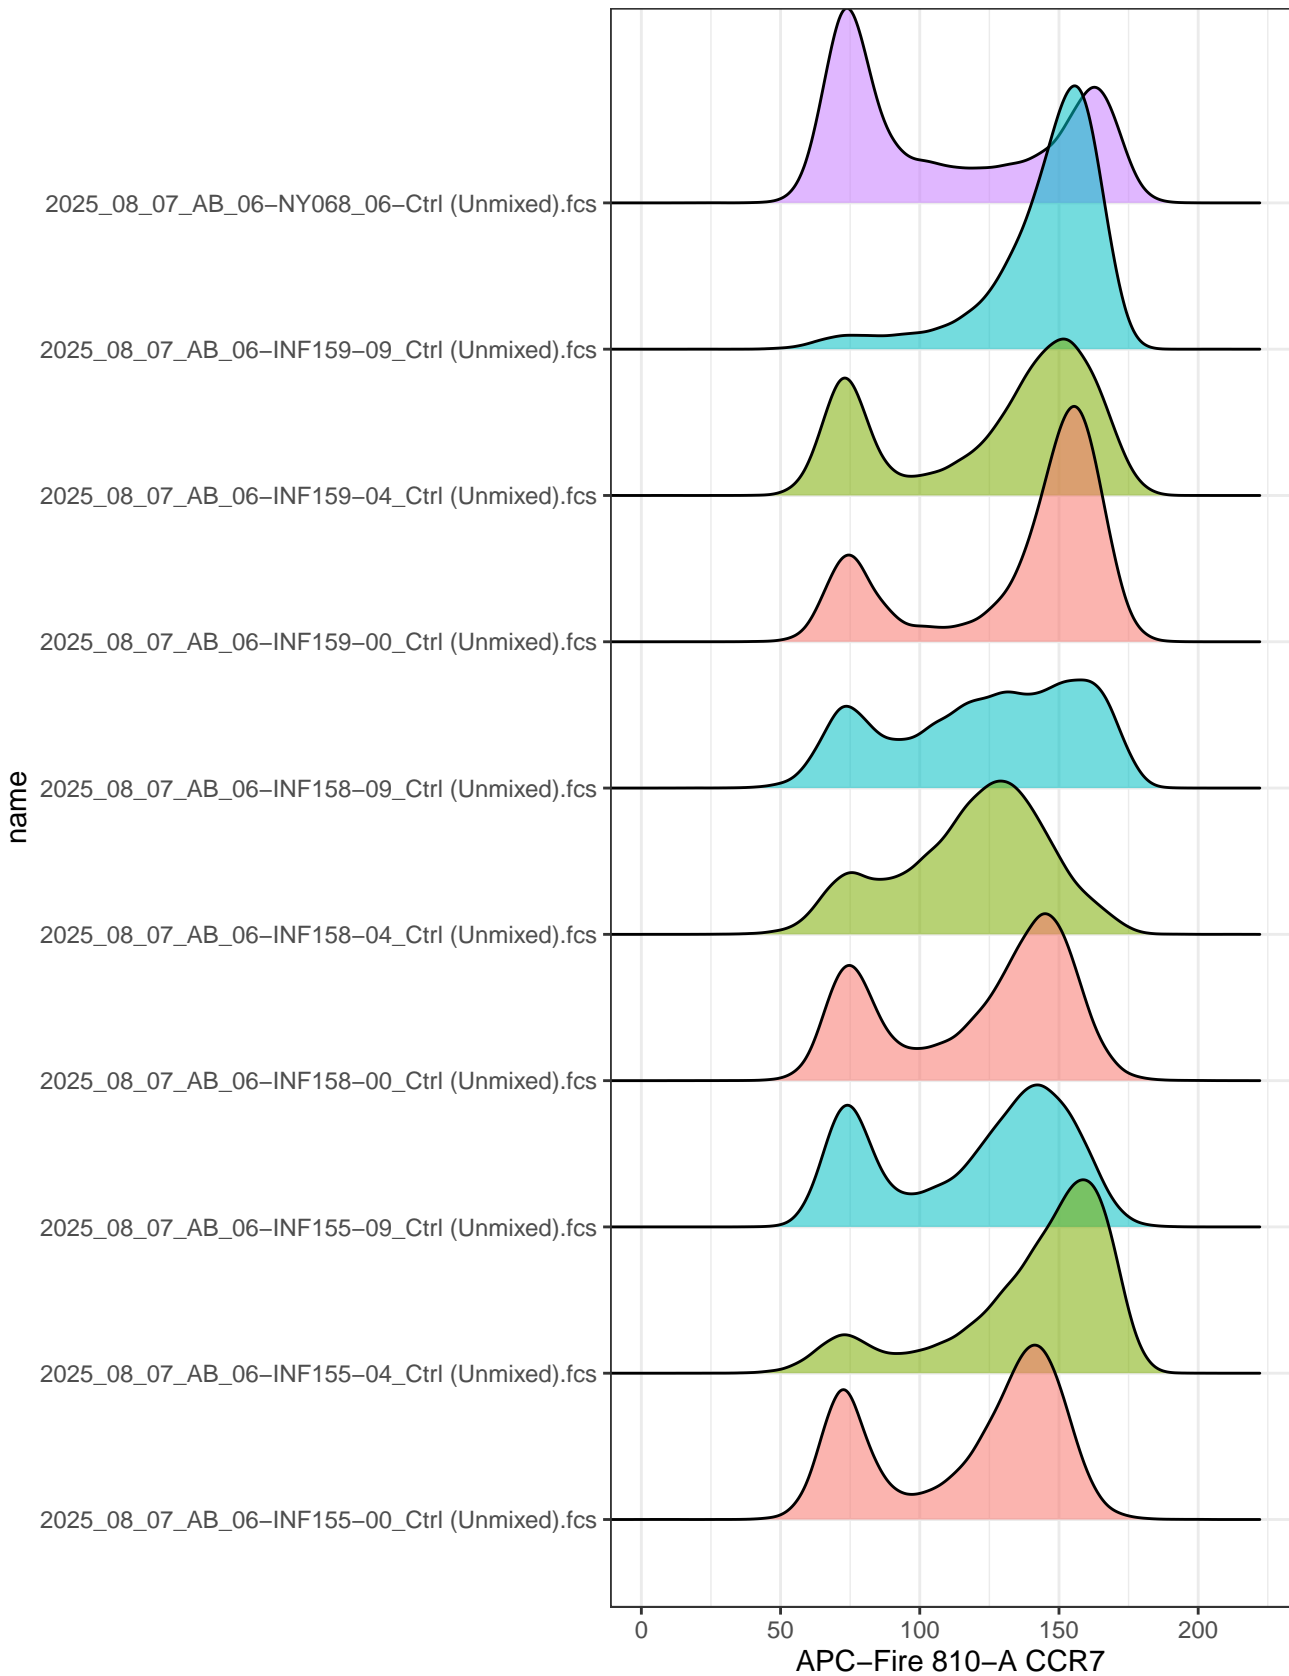 2025_08_07_AB_06−NY068_06−Ctrl (Unmixed).fcs
2025_08_07_AB_06−INF159−09_Ctrl (Unmixed).fcs
2025_08_07_AB_06−INF159−04_Ctrl (Unmixed).fcs
2025_08_07_AB_06−INF159−00_Ctrl (Unmixed).fcs
2025_08_07_AB_06−INF158−09_Ctrl (Unmixed).fcs
name
2025_08_07_AB_06−INF158−04_Ctrl (Unmixed).fcs
2025_08_07_AB_06−INF158−00_Ctrl (Unmixed).fcs
2025_08_07_AB_06−INF155−09_Ctrl (Unmixed).fcs
2025_08_07_AB_06−INF155−04_Ctrl (Unmixed).fcs
2025_08_07_AB_06−INF155−00_Ctrl (Unmixed).fcs
0 50 100 150 200
APC−Fire 810−A CCR7